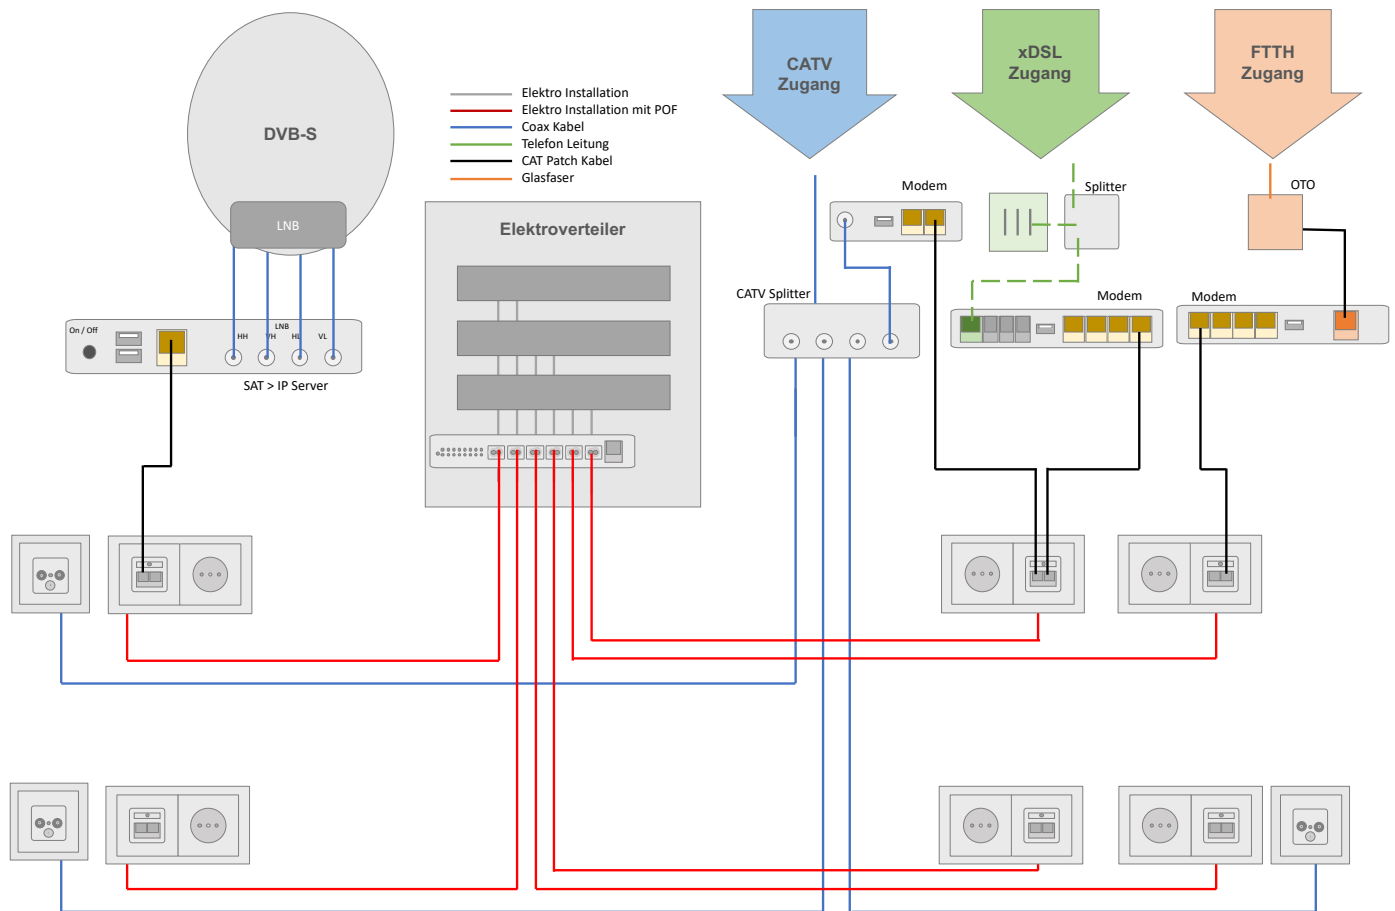 CATV
Zugang
xDSL
Zugang
FTTH
Zugang
DVB-S
LNB
Elektro Installation
Elektro Installation mit POF
Coax Kabel
Telefon Leitung
CAT Patch Kabel
Glasfaser
Elektroverteiler
Modem
Splitter
OTO
CATV Splitter
Modem
Modem
On / Off
LNB
HH
VH
HL
VL
SAT > IP Server